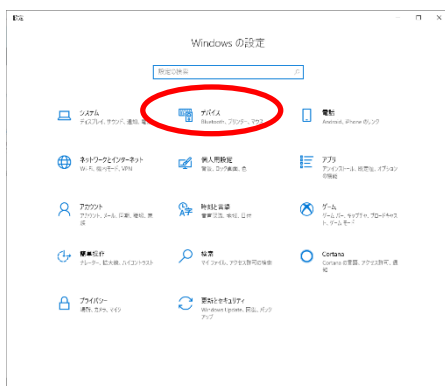 設定
Windows の設定
設定の検索
システム
ディスプレイ、サウンド、通知、電
デバイス
Bluetooth、プリンター、マウス
電話
Android、iPhone のリンク
ネットワークとインターネット
Wi-Fi、機内モード、VPN
個人用設定
背景、ロック画面、色
アプリ
アンインストール、既定値、オプション
の機能
アカウント
アカウント、メール、同期、職場、家
族
時刻と言語
音声認識、地域、日付
ゲーム
ゲーム バー、キャプチャ、ブロードキャス
ト、ゲーム モード
簡単操作
ナレーター、拡大鏡、ハイコントラスト
検索
マイ ファイル、アクセス許可の検索
Cortana
Cortana の言語、アクセス許可、通
知
プライバシー
場所、カメラ、マイク
更新とセキュリティ
Windows Update、回復、バック
アップ